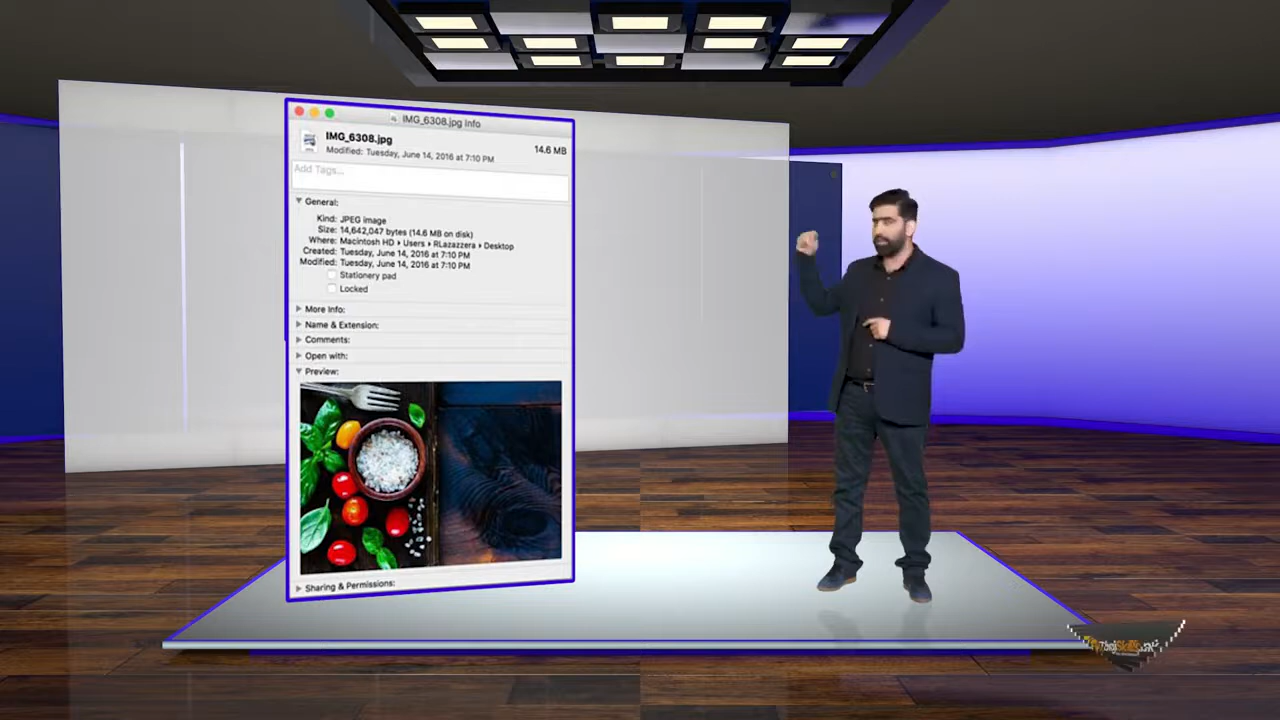 IMG_6308.jpg Info
IMG_6308.jpg
14.6 MB
Modified: Tuesday, June 14, 2016 at 7:10 PM
Add Tags...
General:
Kind: JPEG image
Size: 14,642,047 bytes (14.6 MB on disk)
Where: Macintosh HD ▸ Users ▸ RLazazzera ▸ Desktop
Created: Tuesday, June 14, 2016 at 7:10 PM
Modified: Tuesday, June 14, 2016 at 7:10 PM
Stationery pad
Locked
More Info:
Name & Extension:
Comments:
Open with:
Preview:
Sharing & Permissions: